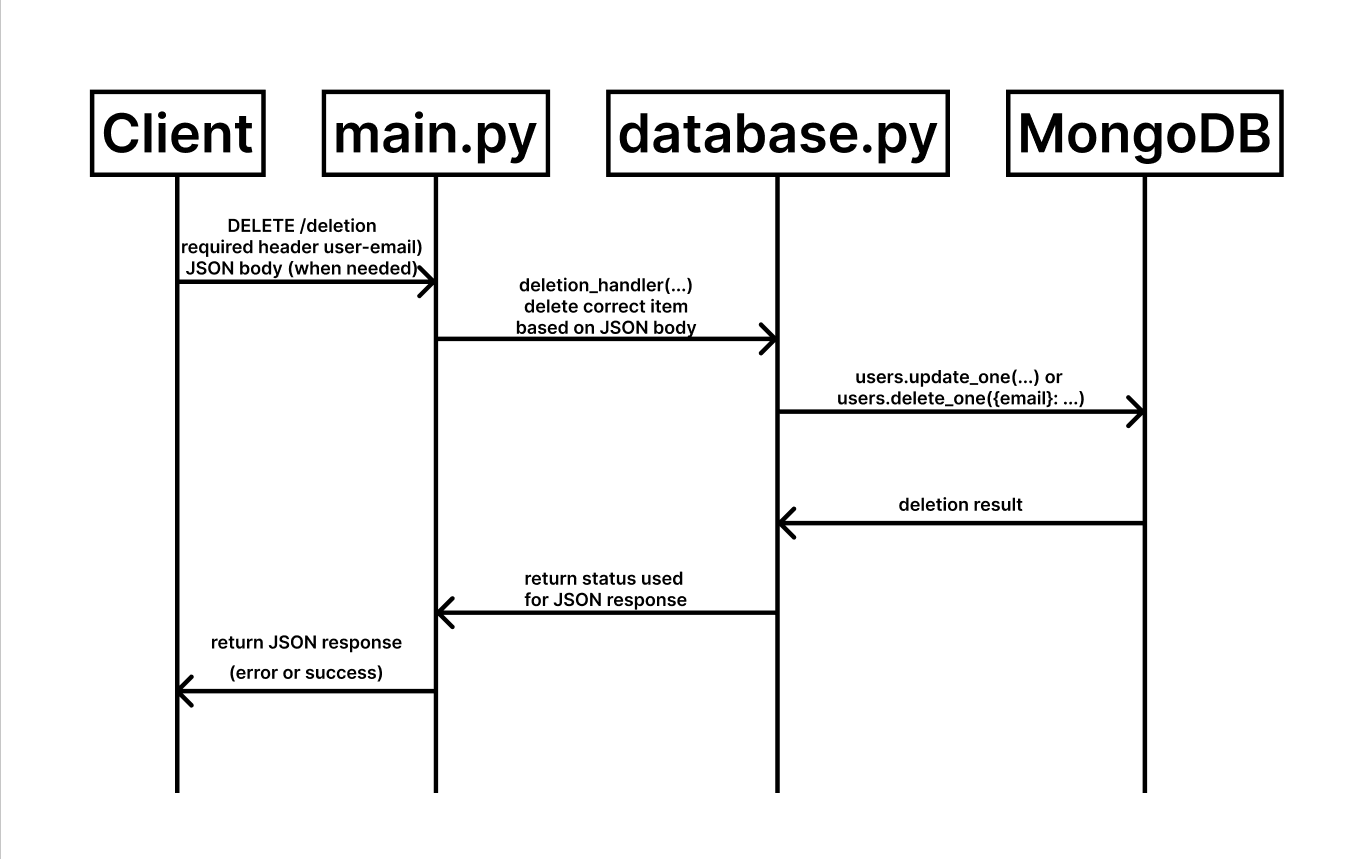 Client
main.py
database.py
MongoDB
DELETE /deletion
required header user-email)
JSON body (when needed)
deletion_handler(...)
delete correct item
based on JSON body
users.update_one(...) or
users.delete_one({email}: ...)
deletion result
return status used
for JSON response
return JSON response
(error or success)